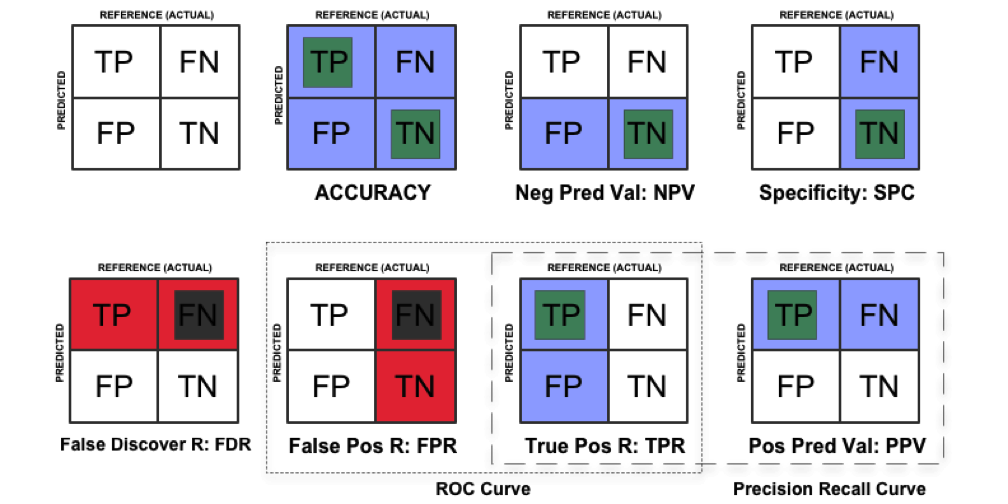 REFERENCE (ACTUAL) REFERENCE (ACTUAL) REFERENCE (ACTUAL) REFERENCE (ACTUAL)
PREDICTED PREDICTED PREDICTED PREDICTED
TP FN TP FN TP FN TP FN
FP TN FP TN FP TN FP TN
ACCURACY Neg Pred Val: NPV Specificity: SPC
REFERENCE (ACTUAL) REFERENCE (ACTUAL) REFERENCE (ACTUAL) REFERENCE (ACTUAL)
PREDICTED PREDICTED PREDICTED PREDICTED
TP FN TP FN TP FN TP FN
FP TN FP TN FP TN FP TN
False Discover R: FDR False Pos R: FPR True Pos R: TPR Pos Pred Val: PPV
ROC Curve Precision Recall Curve